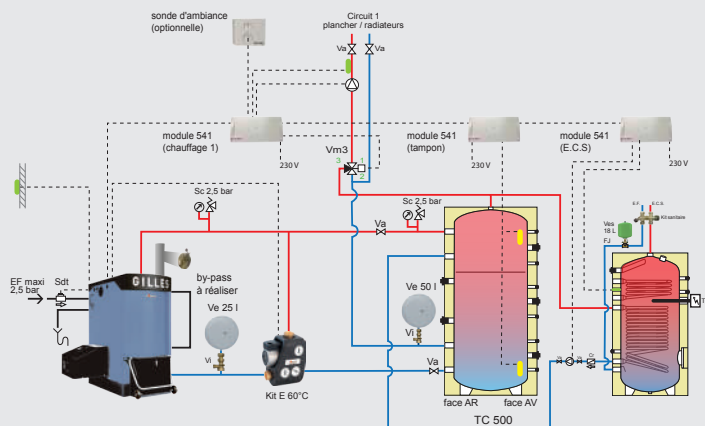 sonde d'ambiance
(optionnelle)
Circuit 1
plancher / radiateurs
Va
Va
module 541
(chauffage 1)
230 V
module 541
(tampon)
230 V
module 541
(E.C.S)
230 V
Vm3
3
1
2
Sc 2,5 bar
Va
Sc 2,5 bar
E.F.
E.C.S.
Kit sanitaire
Ves
18 L
FJ
EF maxi
2,5 bar
Sdt
GILLES
by-pass
à réaliser
Ve 25 l
Vi
Kit E 60°C
Ve 50 l
Vi
Va
T
face AR
face AV
TC 500